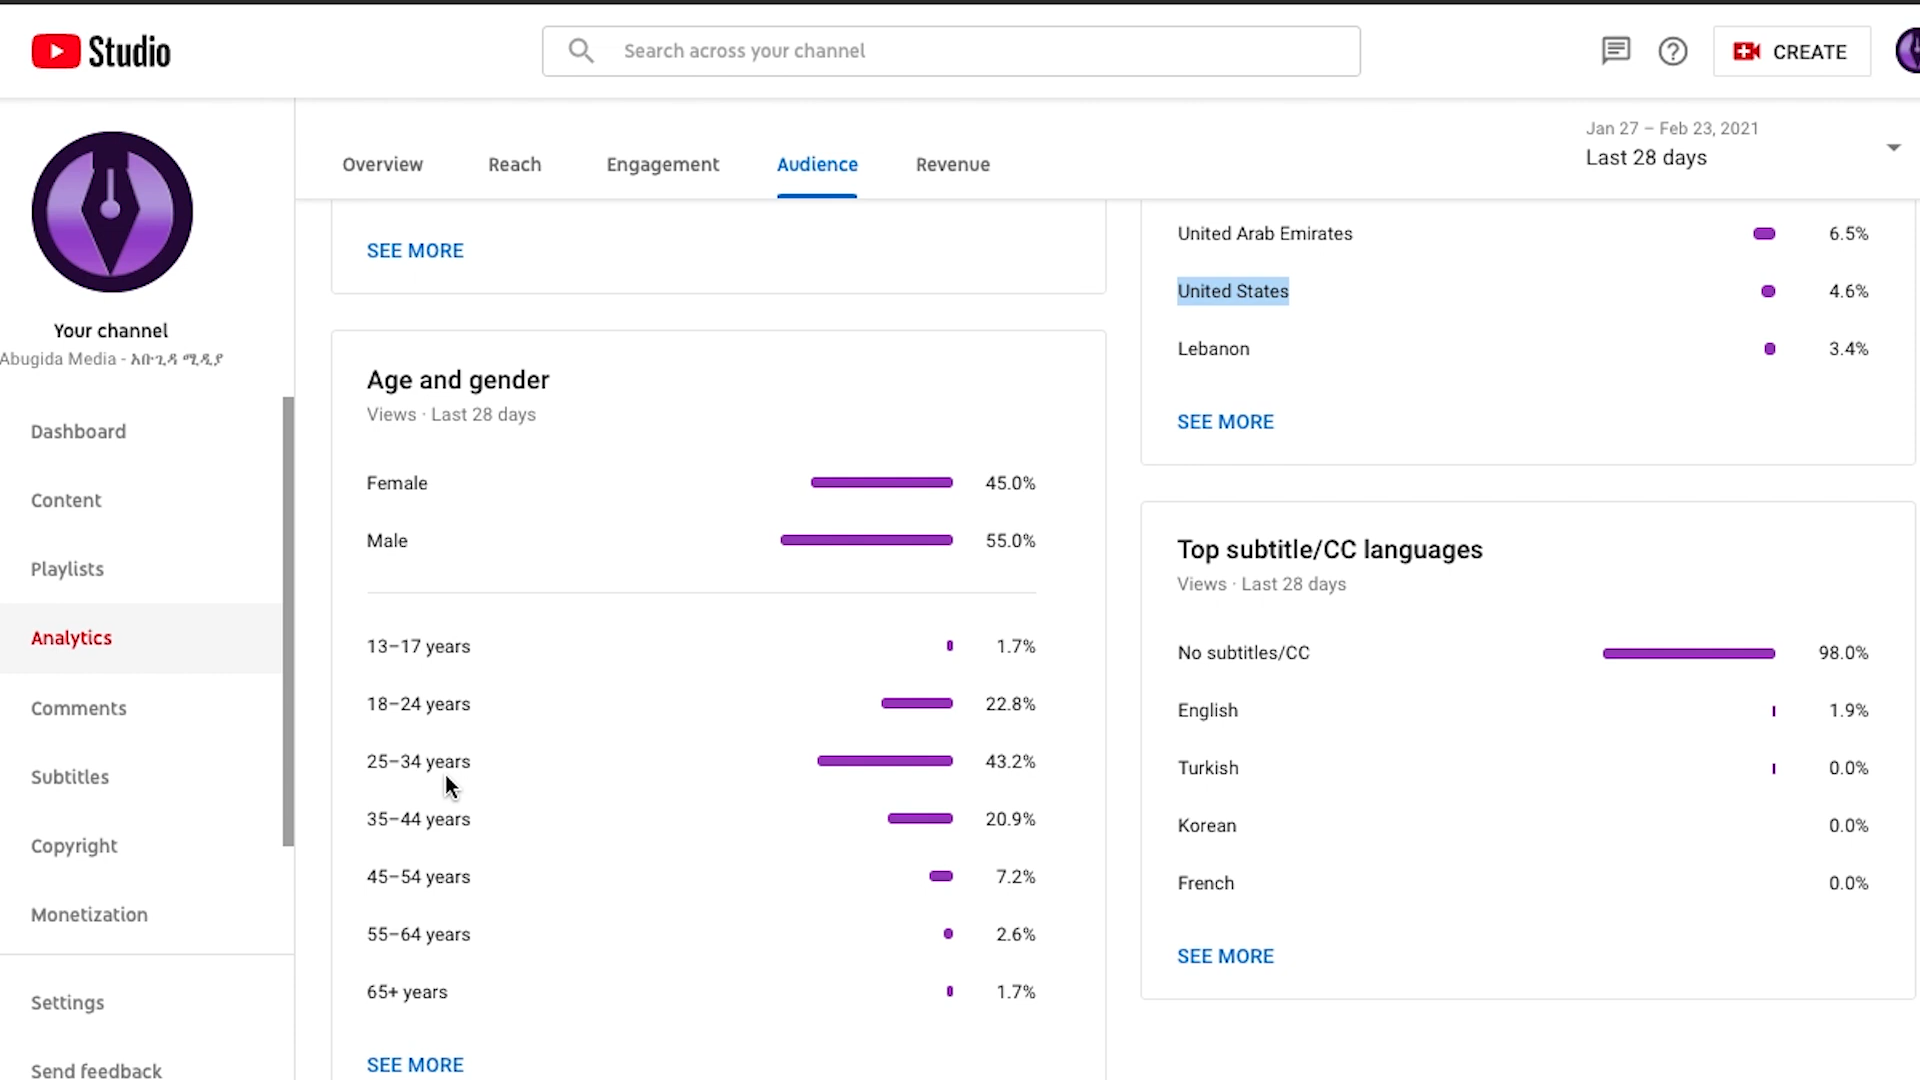 Studio
Search across your channel
CREATE
Your channel
Abugida Media - አቡጊዳ ሚዲያ
Dashboard
Content
Playlists
Analytics
Comments
Subtitles
Copyright
Monetization
Settings
Send feedback
Overview
Reach
Engagement
Audience
Revenue
Jan 27 – Feb 23, 2021
Last 28 days
SEE MORE
Age and gender
Views · Last 28 days
Female 45.0%
Male 55.0%
13–17 years 1.7%
18–24 years 22.8%
25–34 years 43.2%
35–44 years 20.9%
45–54 years 7.2%
55–64 years 2.6%
65+ years 1.7%
SEE MORE
United Arab Emirates 6.5%
United States 4.6%
Lebanon 3.4%
SEE MORE
Top subtitle/CC languages
Views · Last 28 days
No subtitles/CC 98.0%
English 1.9%
Turkish 0.0%
Korean 0.0%
French 0.0%
SEE MORE